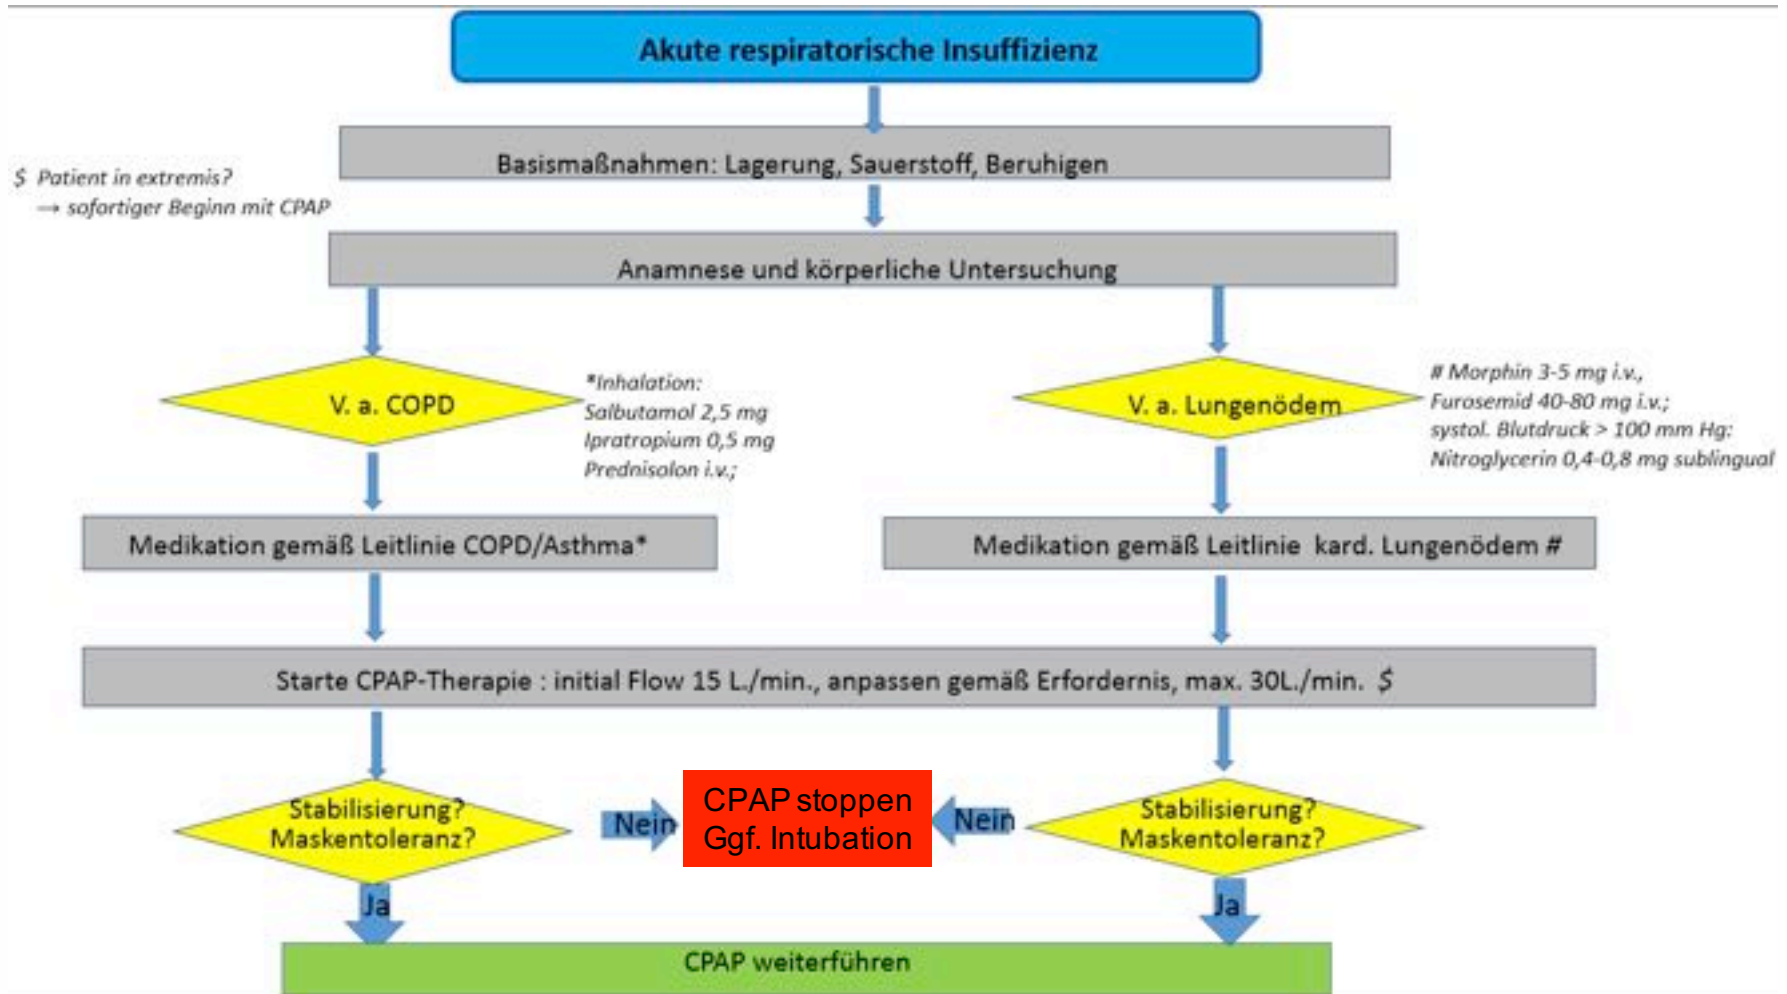 Akute respiratorische Insuffizienz
Basismaßnahmen: Lagerung, Sauerstoff, Beruhigen
$ Patient in extremis?
→ sofortiger Beginn mit CPAP
Anamnese und körperliche Untersuchung
V. a. COPD
*Inhalation:
Salbutamol 2,5 mg
Ipratropium 0,5 mg
Prednisolon i.v.;
V. a. Lungenödem
# Morphin 3-5 mg i.v.,
Furosemid 40-80 mg i.v.;
systol. Blutdruck > 100 mm Hg:
Nitroglycerin 0,4-0,8 mg sublingual
Medikation gemäß Leitlinie COPD/Asthma*
Medikation gemäß Leitlinie kard. Lungenödem #
Starte CPAP-Therapie : initial Flow 15 L./min., anpassen gemäß Erfordernis, max. 30L./min. $
Stabilisierung?
Maskentoleranz?
Nein
CPAP stoppen
Ggf. Intubation
Nein
Stabilisierung?
Maskentoleranz?
Ja
Ja
CPAP weiterführen